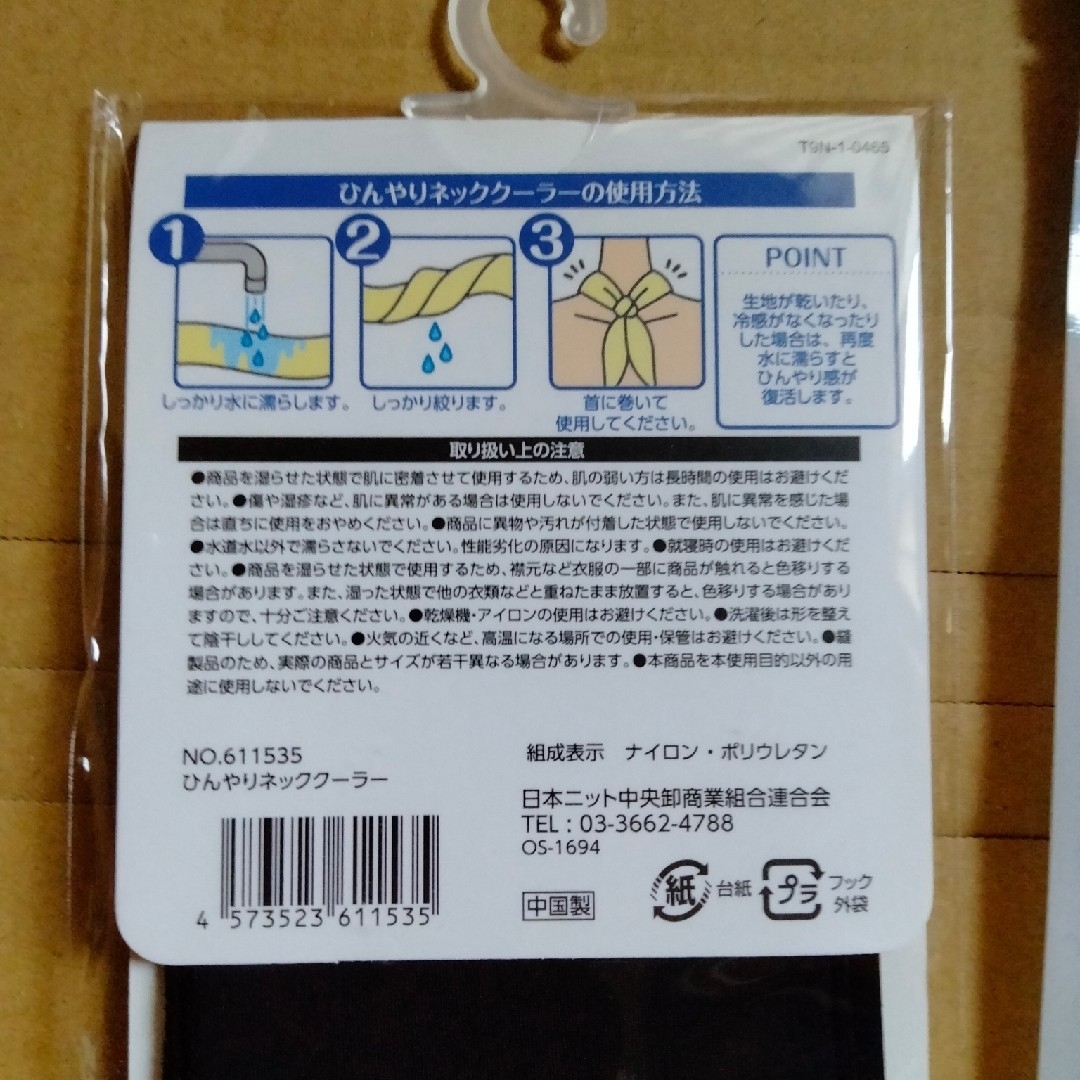 T9N-1-0465
ひんやりネッククーラーの使用方法
1
しっかり水に濡らします。
2
しっかり絞ります。
3
首に巻いて
使用してください。
POINT
生地が乾いたり、
冷感がなくなったり
した場合は、再度
水に濡らすと
ひんやり感が
復活します。
取り扱い上の注意
●商品を湿らせた状態で肌に密着させて使用するため、肌の弱い方は長時間の使用はお避けくだ
さい。●傷や湿疹など、肌に異常がある場合は使用しないでください。また、肌に異常を感じた場
合は直ちに使用をおやめください。●商品に異物や汚れが付着した状態で使用しないでください。
●水道水以外で濡らさないでください。性能劣化の原因になります。●就寝時の使用はお避けくだ
さい。●商品を湿らせた状態で使用するため、襟元など衣服の一部に商品が触れると色移りする
場合があります。また、湿った状態で他の衣類などと重ねたまま放置すると、色移りする場合があり
ますので、十分ご注意ください。●乾燥機・アイロンの使用はお避けください。●洗濯後は形を整え
て陰干ししてください。●火気の近くなど、高温になる場所での使用・保管はお避けください。●縫
製品のため、実際の商品とサイズが若干異なる場合があります。●本商品を本使用目的以外の用
途に使用しないでください。
NO.611535
ひんやりネッククーラー
4 573523 611535
組成表示 ナイロン・ポリウレタン
日本ニット中央卸商業組合連合会
TEL : 03-3662-4788
OS-1694
中国製
紙 台紙
プラ フック
外袋